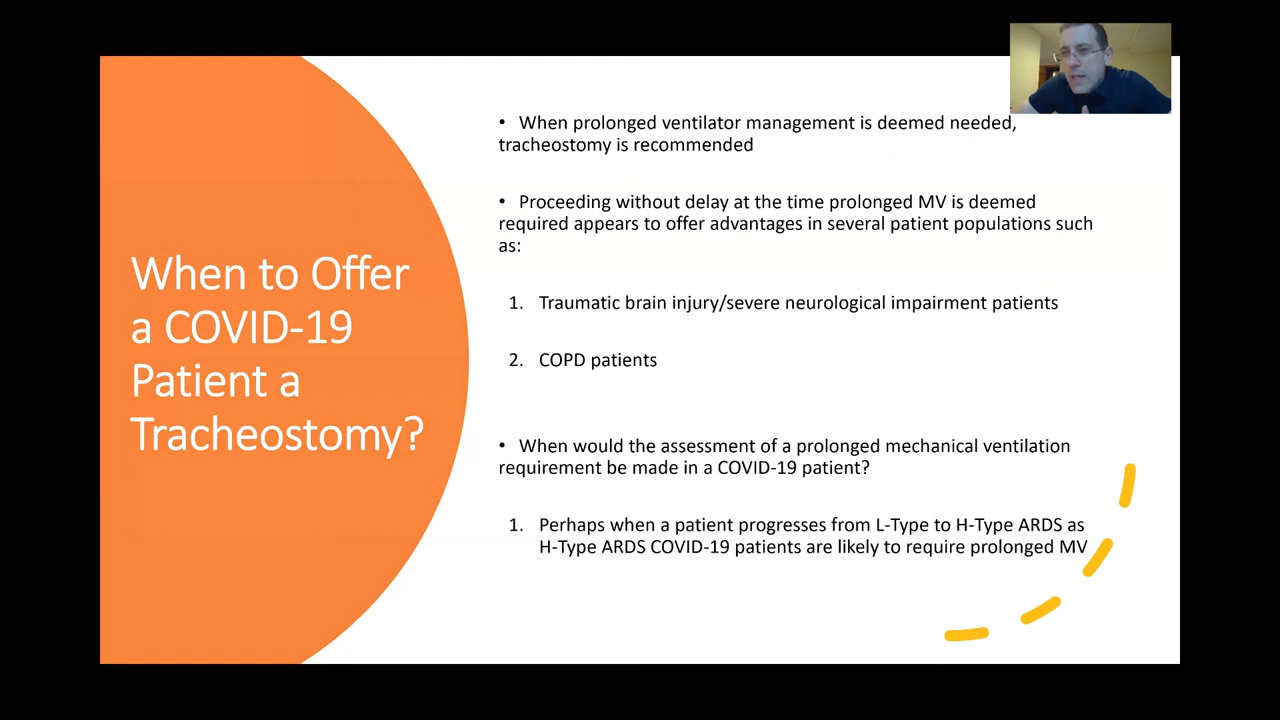 When to Offer
a COVID-19
Patient a
Tracheostomy?
• When prolonged ventilator management is deemed needed,
tracheostomy is recommended
• Proceeding without delay at the time prolonged MV is deemed
required appears to offer advantages in several patient populations such
as:
1. Traumatic brain injury/severe neurological impairment patients
2. COPD patients
• When would the assessment of a prolonged mechanical ventilation
requirement be made in a COVID-19 patient?
1. Perhaps when a patient progresses from L-Type to H-Type ARDS as
H-Type ARDS COVID-19 patients are likely to require prolonged MV